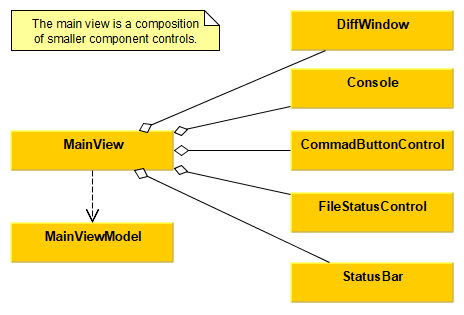 The main view is a composition
of smaller component controls.
DiffWindow
Console
MainView
CommadButtonControl
FileStatusControl
MainViewModel
StatusBar